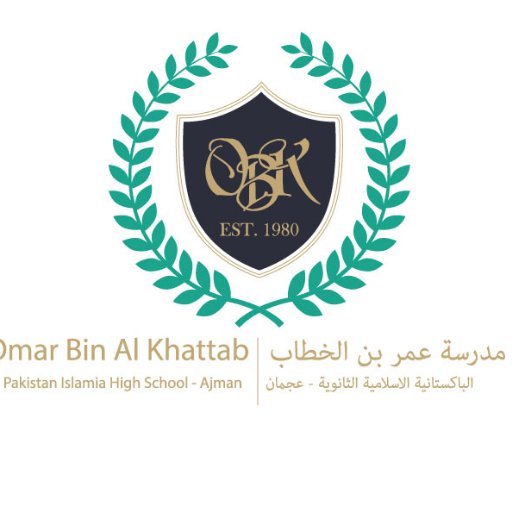 OBK
EST. 1980
Omar Bin Al Khattab
Pakistan Islamia High School - Ajman
مدرسة عمر بن الخطاب
الباكستانية الاسلامية الثانوية - عجمان